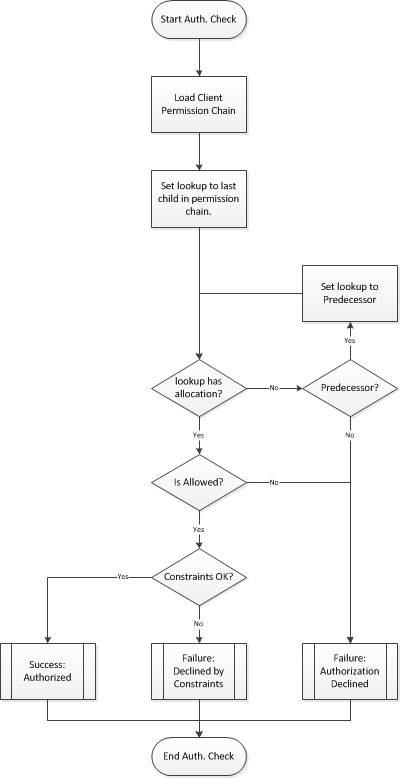 Start Auth. Check
Load Client
Permission Chain
Set lookup to last
child in permission
chain.
Set lookup to
Predecessor
Yes
lookup has
allocation?
No
Predecessor?
Yes
No
Is Allowed?
No
Yes
Constraints OK?
Yes
No
Success:
Authorized
Failure:
Declined by
Constraints
Failure:
Authorization
Declined
End Auth. Check